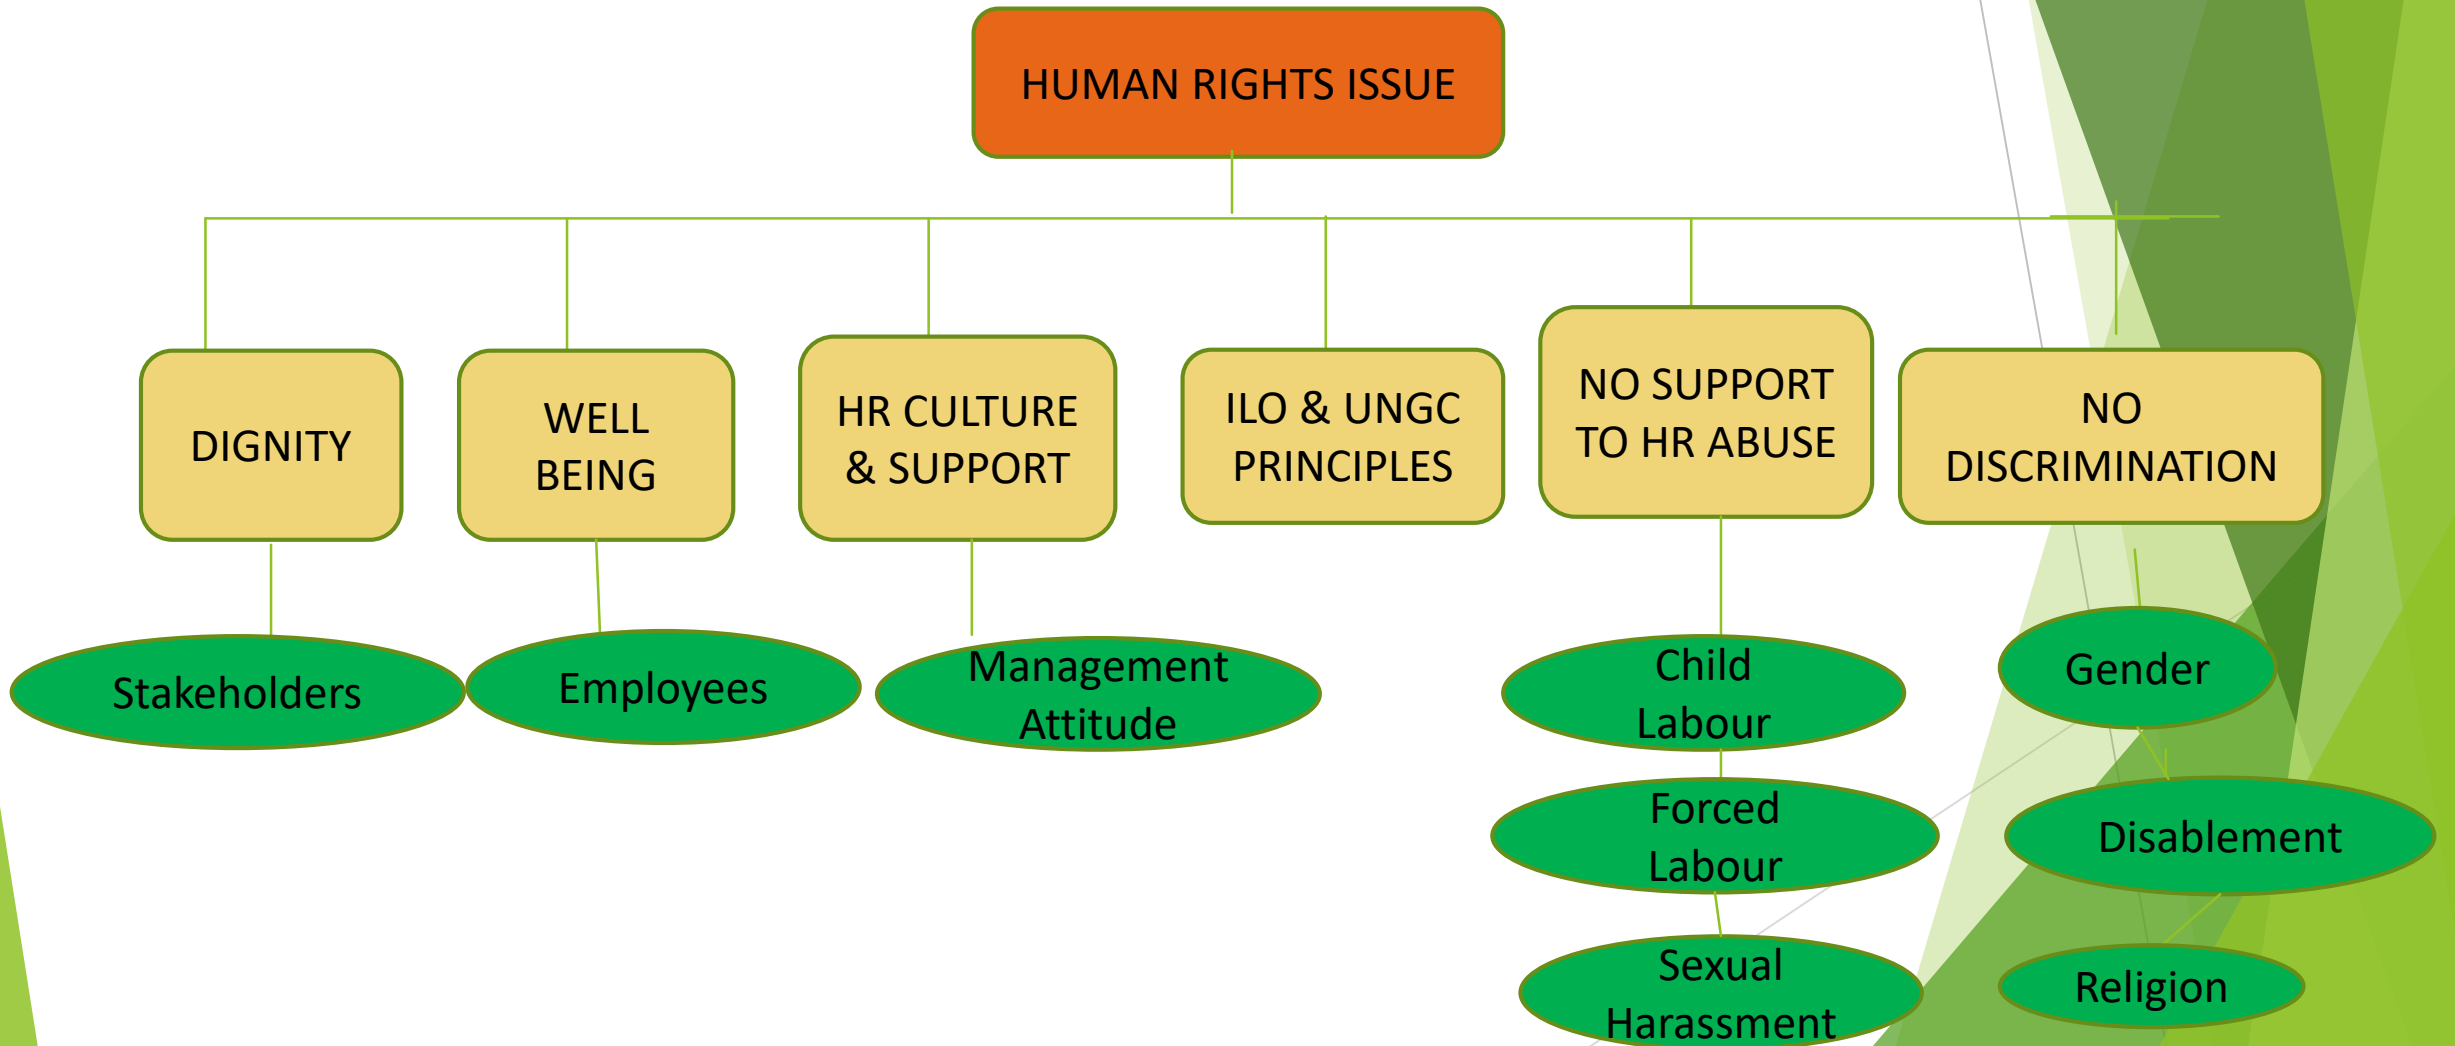 HUMAN RIGHTS ISSUE
DIGNITY
WELL
BEING
HR CULTURE
& SUPPORT
ILO & UNGC
PRINCIPLES
NO SUPPORT
TO HR ABUSE
NO
DISCRIMINATION
Stakeholders
Employees
Management
Attitude
Child
Labour
Forced
Labour
Sexual
Harassment
Gender
Disablement
Religion